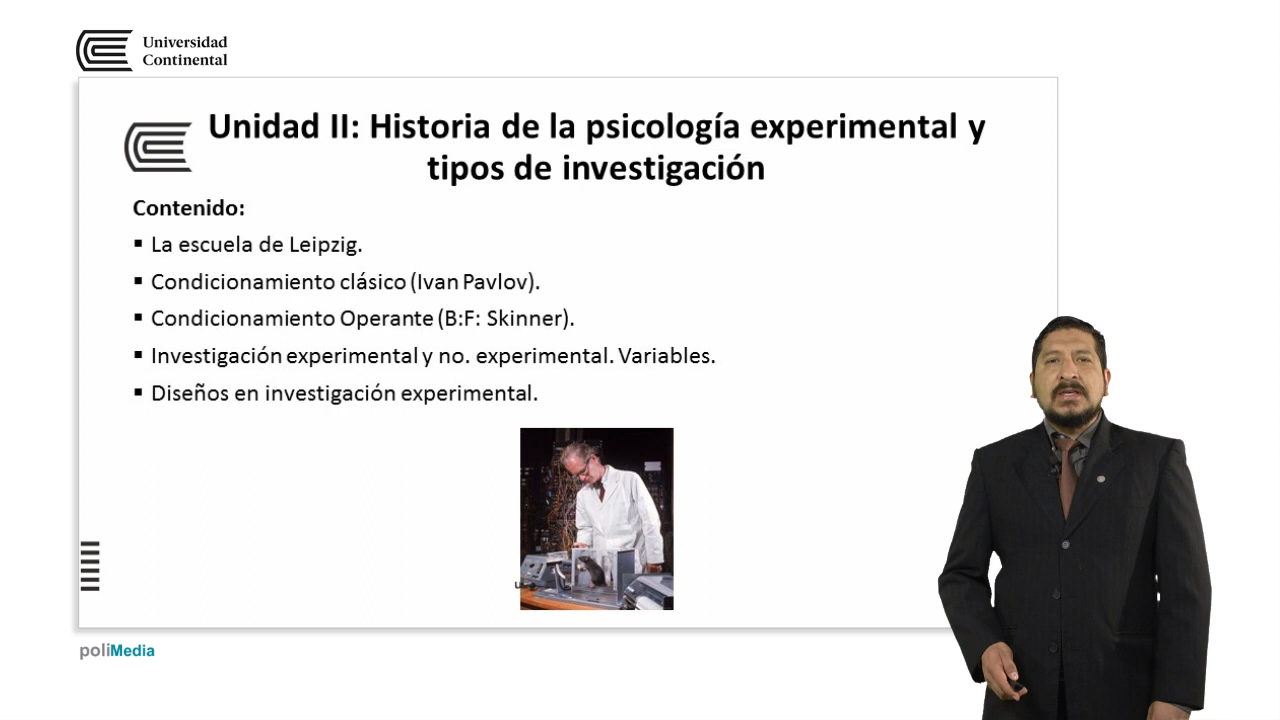 Universidad
Continental
Unidad II: Historia de la psicología experimental y
tipos de investigación
Contenido:
▪ La escuela de Leipzig.
▪ Condicionamiento clásico (Ivan Pavlov).
▪ Condicionamiento Operante (B:F: Skinner).
▪ Investigación experimental y no. experimental. Variables.
▪ Diseños en investigación experimental.
poliMedia